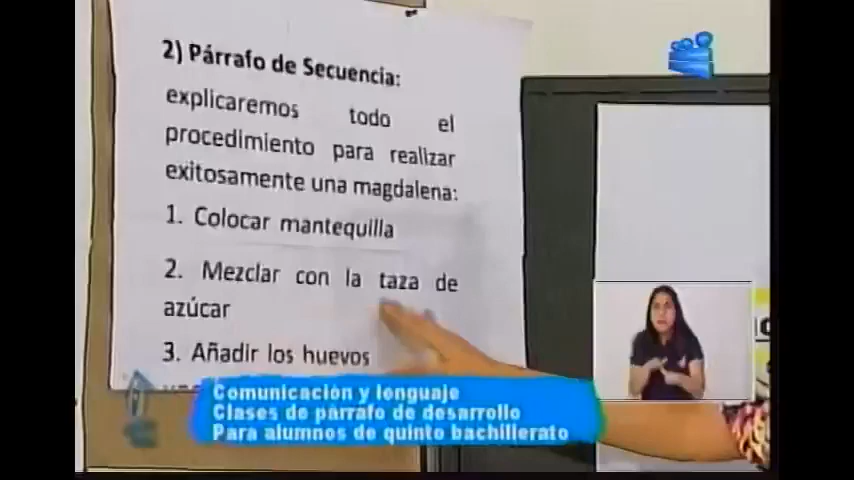 2) Párrafo de Secuencia:
explicaremos todo el
procedimiento para realizar
exitosamente una magdalena:
1. Colocar mantequilla
2. Mezclar con la taza de
azúcar
3. Añadir los huevos
Comunicación y lenguaje
Clases de párrafo de desarrollo
Para alumnos de quinto bachillerato